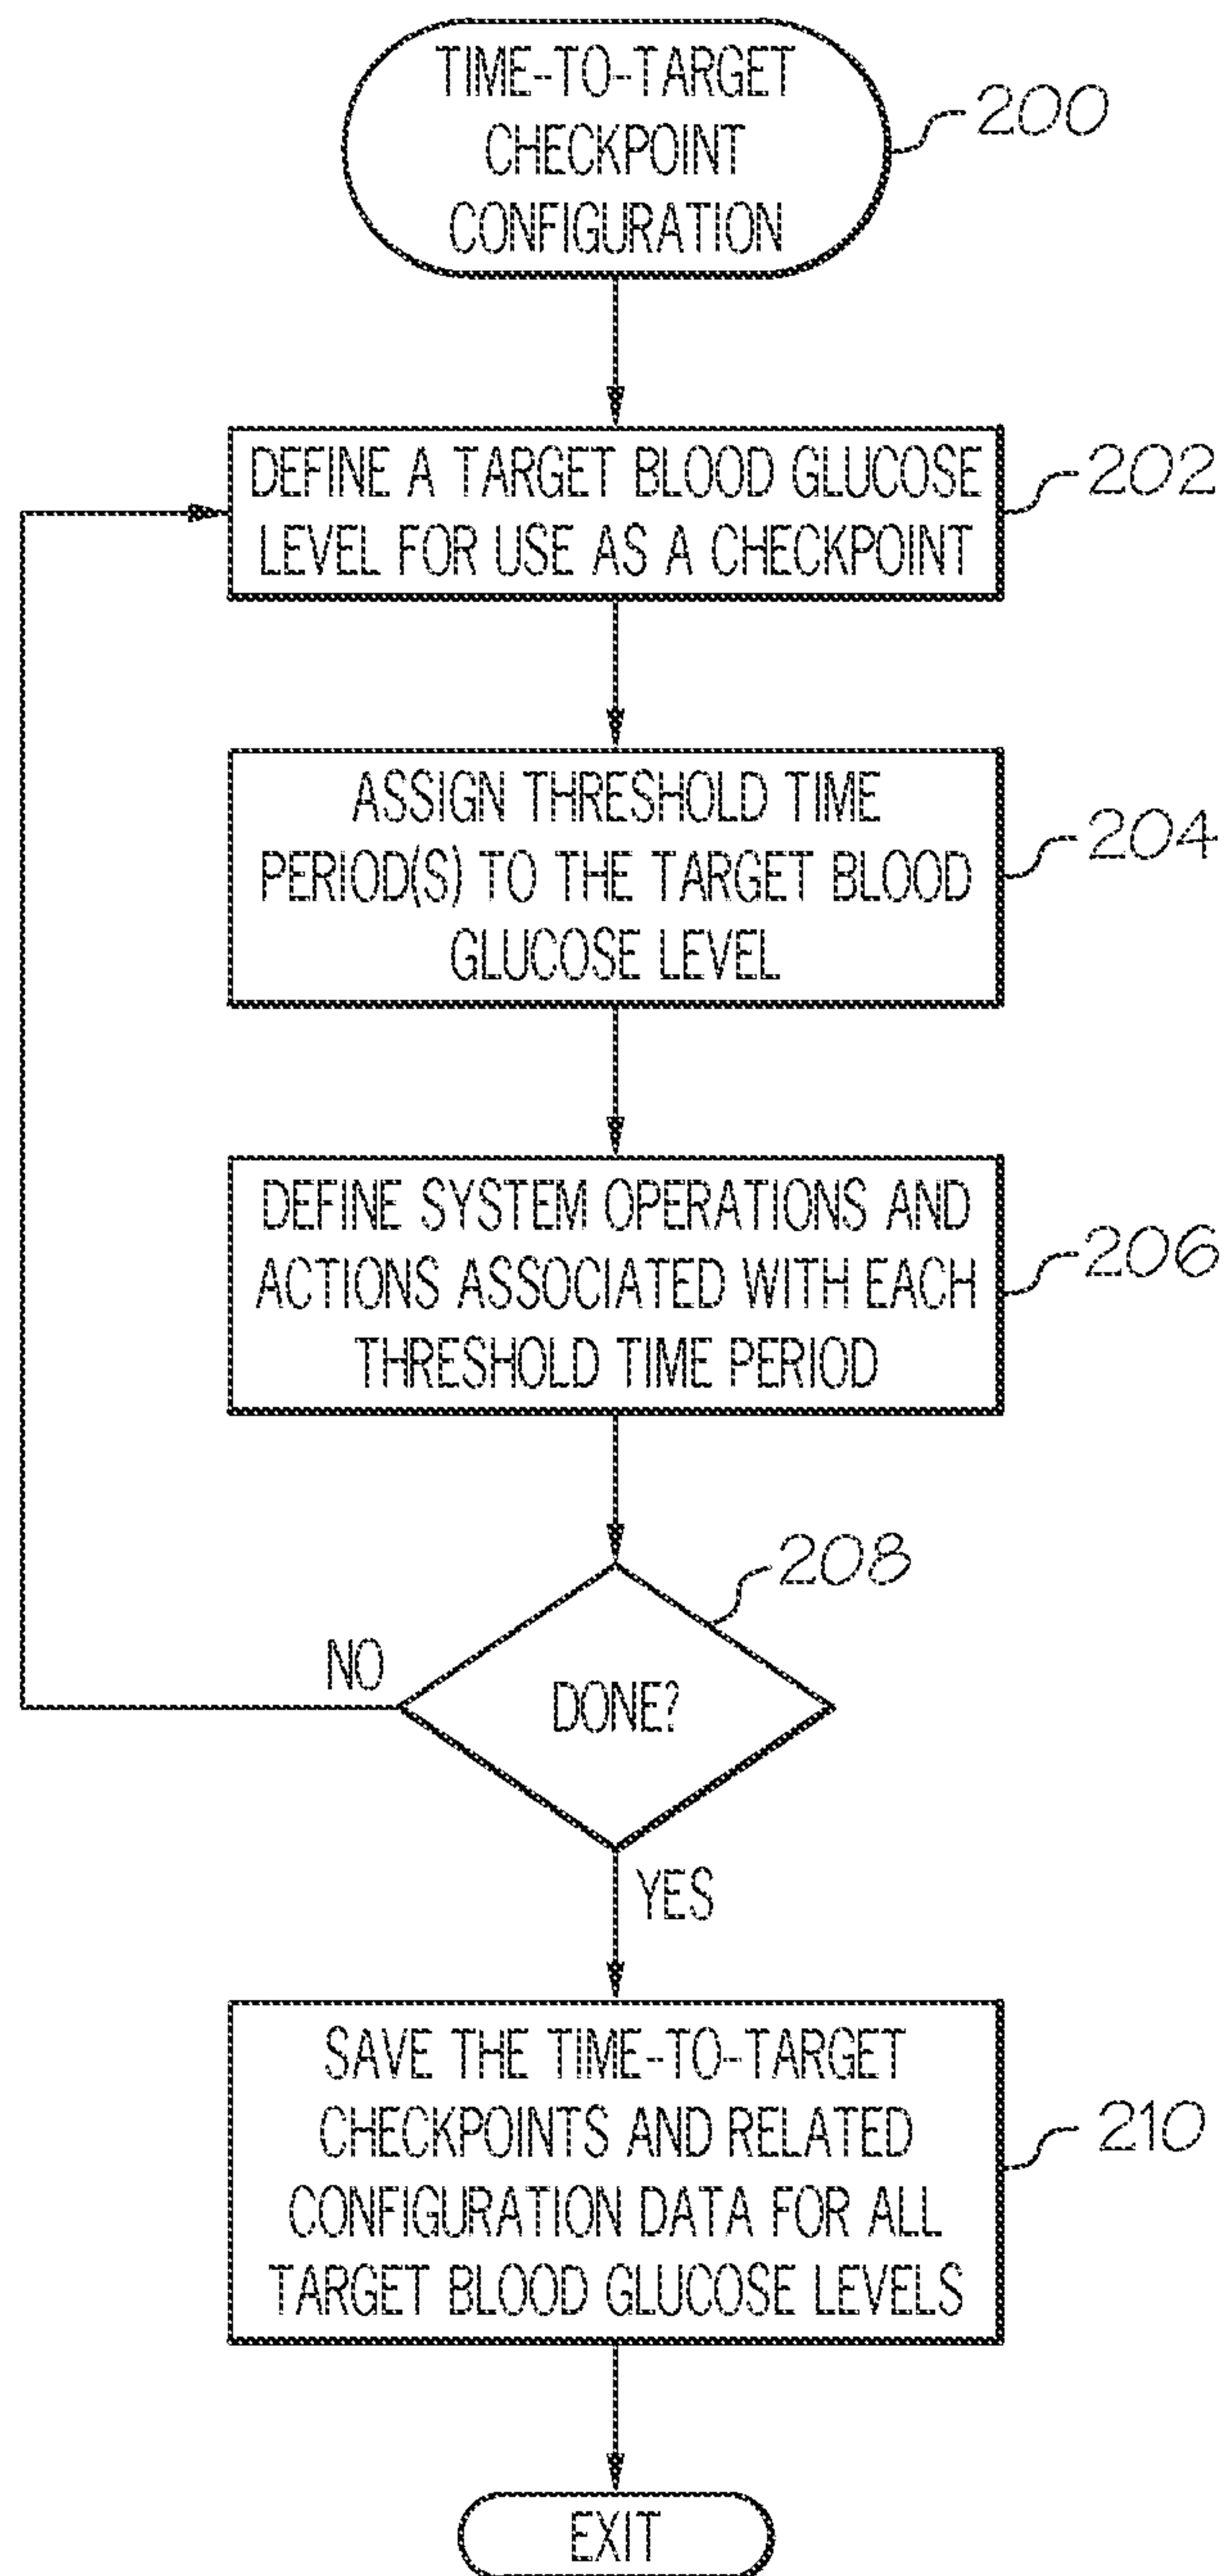 TIME-TO-TARGET
CHECKPOINT
CONFIGURATION
200
DEFINE A TARGET BLOOD GLUCOSE
LEVEL FOR USE AS A CHECKPOINT
202
ASSIGN THRESHOLD TIME
PERIOD(S) TO THE TARGET BLOOD
GLUCOSE LEVEL
204
DEFINE SYSTEM OPERATIONS AND
ACTIONS ASSOCIATED WITH EACH
THRESHOLD TIME PERIOD
206
208
NO
DONE?
YES
SAVE THE TIME-TO-TARGET
CHECKPOINTS AND RELATED
CONFIGURATION DATA FOR ALL
TARGET BLOOD GLUCOSE LEVELS
210
EXIT